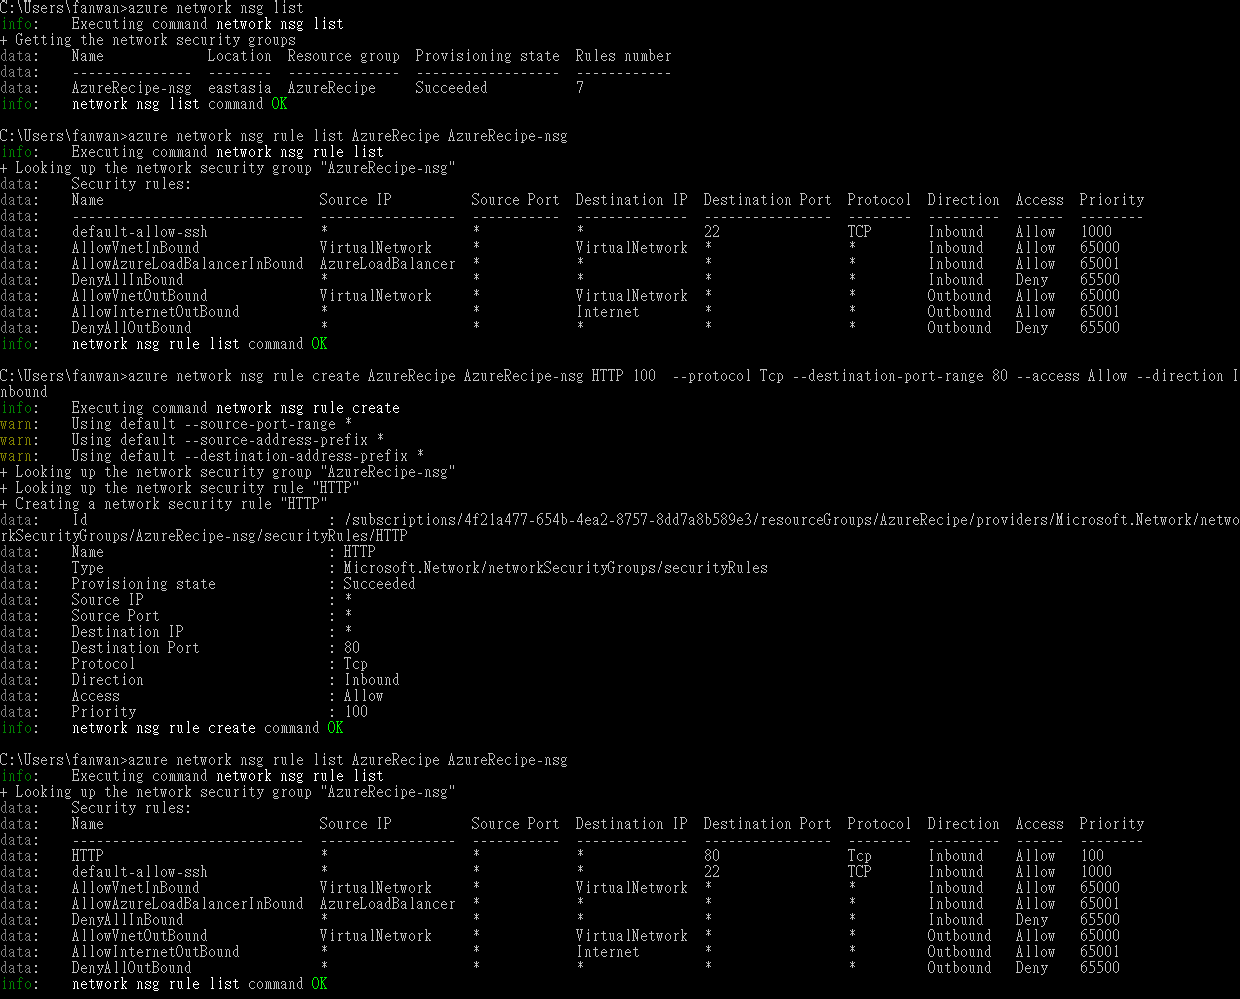 C:\Users\fanwan>azure network nsg list
info:    Executing command network nsg list
+ Getting the network security groups
data:    Name             Location  Resource group  Provisioning state  Rules number
data:    ---------------  --------  --------------  ------------------  ------------
data:    AzureRecipe-nsg  eastasia  AzureRecipe     Succeeded           7
info:    network nsg list command OK
C:\Users\fanwan>azure network nsg rule list AzureRecipe AzureRecipe-nsg
info:    Executing command network nsg rule list
+ Looking up the network security group "AzureRecipe-nsg"
data:    Security rules:
data:    Name                           Source IP          Source Port  Destination IP  Destination Port  Protocol  Direction  Access  Priority
data:    -----------------------------  -----------------  -----------  --------------  ----------------  --------  ---------  ------  --------
data:    default-allow-ssh              *                  *            *               22                TCP       Inbound    Allow   1000
data:    AllowVnetInBound               VirtualNetwork     *            VirtualNetwork  *                 *         Inbound    Allow   65000
data:    AllowAzureLoadBalancerInBound  AzureLoadBalancer  *            *               *                 *         Inbound    Allow   65001
data:    DenyAllInBound                 *                  *            *               *                 *         Inbound    Deny    65500
data:    AllowVnetOutBound              VirtualNetwork     *            VirtualNetwork  *                 *         Outbound   Allow   65000
data:    AllowInternetOutBound          *                  *            Internet        *                 *         Outbound   Allow   65001
data:    DenyAllOutBound                *                  *            *               *                 *         Outbound   Deny    65500
info:    network nsg rule list command OK
C:\Users\fanwan>azure network nsg rule create AzureRecipe AzureRecipe-nsg HTTP 100  --protocol Tcp --destination-port-range 80 --access Allow --direction I
nbound
info:    Executing command network nsg rule create
warn:    Using default --source-port-range *
warn:    Using default --source-address-prefix *
warn:    Using default --destination-address-prefix *
+ Looking up the network security group "AzureRecipe-nsg"
+ Looking up the network security rule "HTTP"
+ Creating a network security rule "HTTP"
data:    Id                              : /subscriptions/4f21a477-654b-4ea2-8757-8dd7a8b589e3/resourceGroups/AzureRecipe/providers/Microsoft.Network/netwo
rkSecurityGroups/AzureRecipe-nsg/securityRules/HTTP
data:    Name                            : HTTP
data:    Type                            : Microsoft.Network/networkSecurityGroups/securityRules
data:    Provisioning state              : Succeeded
data:    Source IP                       : *
data:    Source Port                     : *
data:    Destination IP                  : *
data:    Destination Port                : 80
data:    Protocol                        : Tcp
data:    Direction                       : Inbound
data:    Access                          : Allow
data:    Priority                        : 100
info:    network nsg rule create command OK
C:\Users\fanwan>azure network nsg rule list AzureRecipe AzureRecipe-nsg
info:    Executing command network nsg rule list
+ Looking up the network security group "AzureRecipe-nsg"
data:    Security rules:
data:    Name                           Source IP          Source Port  Destination IP  Destination Port  Protocol  Direction  Access  Priority
data:    -----------------------------  -----------------  -----------  --------------  ----------------  --------  ---------  ------  --------
data:    HTTP                           *                  *            *               80                Tcp       Inbound    Allow   100
data:    default-allow-ssh              *                  *            *               22                TCP       Inbound    Allow   1000
data:    AllowVnetInBound               VirtualNetwork     *            VirtualNetwork  *                 *         Inbound    Allow   65000
data:    AllowAzureLoadBalancerInBound  AzureLoadBalancer  *            *               *                 *         Inbound    Allow   65001
data:    DenyAllInBound                 *                  *            *               *                 *         Inbound    Deny    65500
data:    AllowVnetOutBound              VirtualNetwork     *            VirtualNetwork  *                 *         Outbound   Allow   65000
data:    AllowInternetOutBound          *                  *            Internet        *                 *         Outbound   Allow   65001
data:    DenyAllOutBound                *                  *            *               *                 *         Outbound   Deny    65500
info:    network nsg rule list command OK